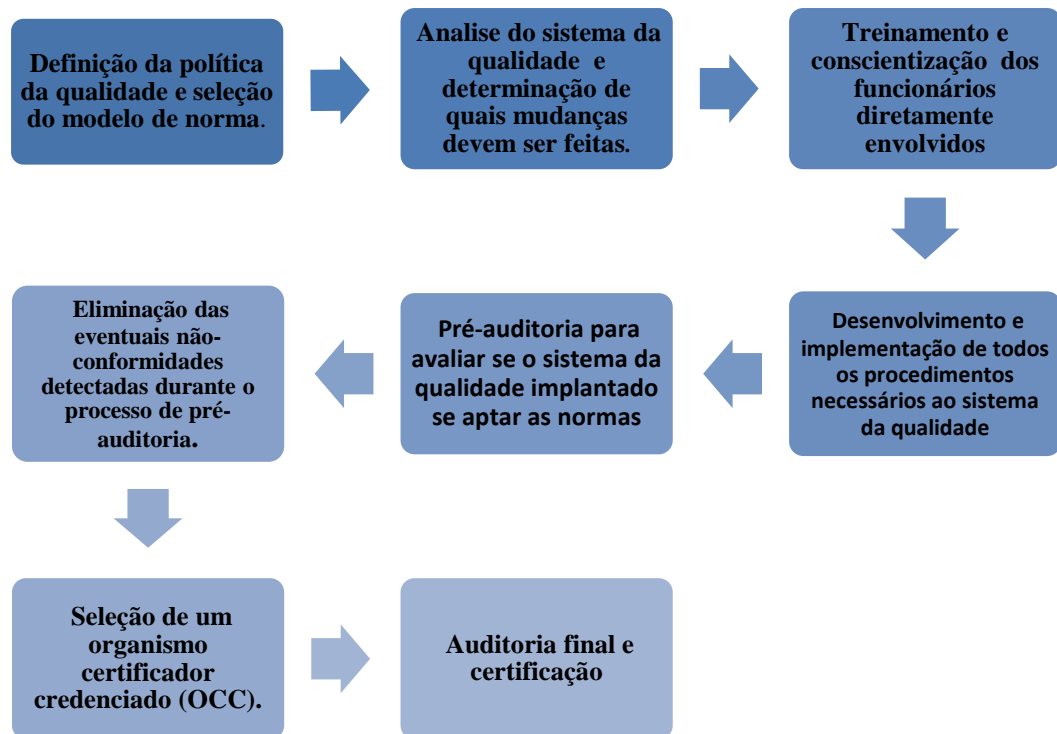 Definição da política
da qualidade e seleção
do modelo de norma.
Analise do sistema da
qualidade e
determinação de
quais mudanças
devem ser feitas.
Treinamento e
conscientização dos
funcionários
diretamente
envolvidos
Desenvolvimento e
implementação de todos
os procedimentos
necessários ao sistema
da qualidade
Pré-auditoria para
avaliar se o sistema da
qualidade implantado
se aptar as normas
Eliminação das
eventuais não-
conformidades
detectadas durante o
processo de pré-
auditoria.
Seleção de um
organismo
certificador
credenciado (OCC).
Auditoria final e
certificação